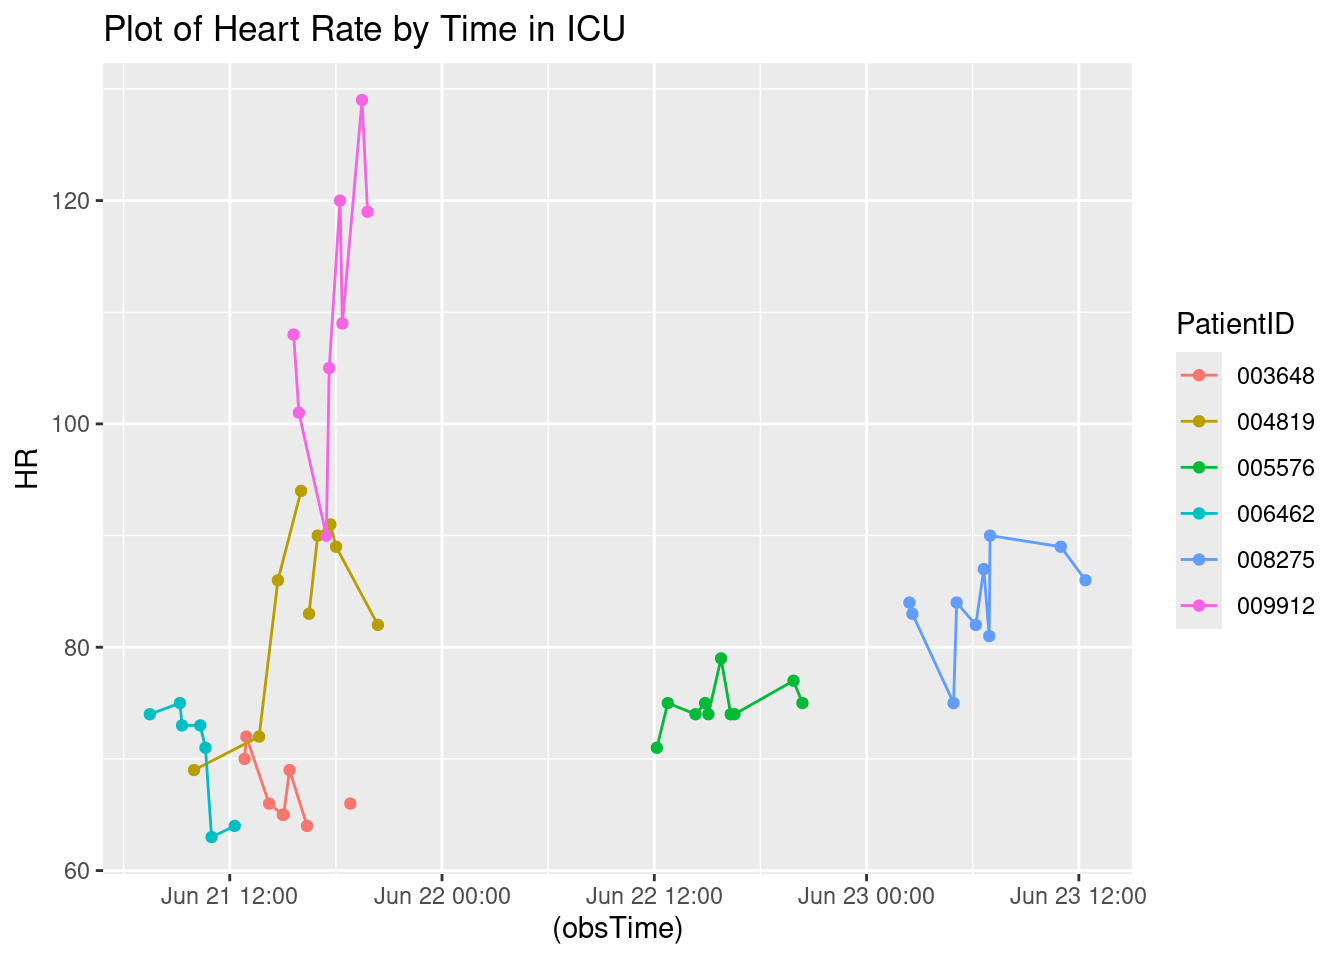 Plot of Heart Rate by Time in ICU
120
100
80
60
HR
Jun 21 12:00 Jun 22 00:00 Jun 22 12:00 Jun 23 00:00 Jun 23 12:00
(obsTime)
PatientID
003648
004819
005576
006462
008275
009912